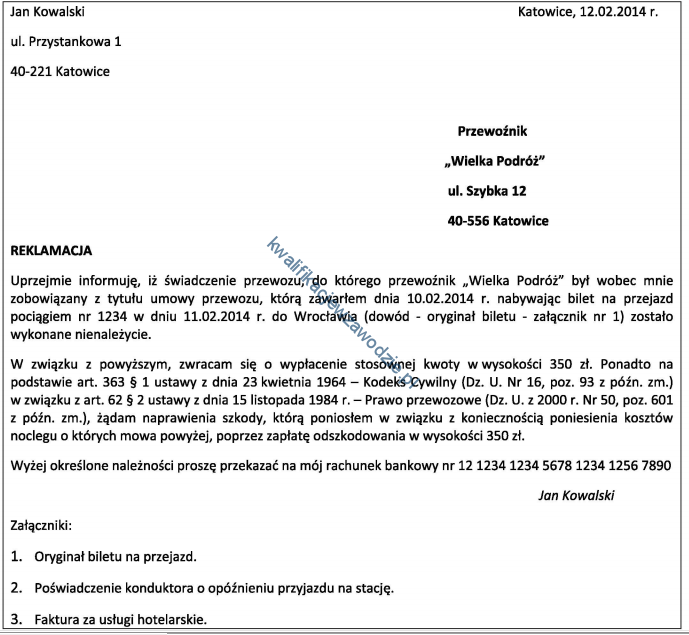 Jan Kowalski
Katowice, 12.02.2014 r.
ul. Przystankowa 1
40-221 Katowice
Przewoźnik
„Wielka Podróż”
ul. Szybka 12
40-556 Katowice
REKLAMACJA
Uprzejmie informuję, iż świadczenie przewozu, do którego przewoźnik „Wielka Podróż” był wobec mnie
zobowiązany z tytułu umowy przewozu, którą zawarłem dnia 10.02.2014 r. nabywając bilet na przejazd
pociągiem nr 1234 w dniu 11.02.2014 r. do Wrocławia (dowód - oryginał biletu - załącznik nr 1) zostało
wykonane nienależycie.
W związku z powyższym, zwracam się o wypłacenie stosownej kwoty w wysokości 350 zł. Ponadto na
podstawie art. 363 § 1 ustawy z dnia 23 kwietnia 1964 – Kodeks Cywilny (Dz. U. Nr 16, poz. 93 z późn. zm.)
w związku z art. 62 § 2 ustawy z dnia 15 listopada 1984 r. – Prawo przewozowe (Dz. U. z 2000 r. Nr 50, poz. 601
z późn. zm.), żądam naprawienia szkody, którą poniosłem w związku z koniecznością poniesienia kosztów
noclegu o których mowa powyżej, poprzez zapłatę odszkodowania w wysokości 350 zł.
Wyżej określone należności proszę przekazać na mój rachunek bankowy nr 12 1234 1234 5678 1234 1256 7890
Jan Kowalski
Załączniki:
1. Oryginał biletu na przejazd.
2. Poświadczenie konduktora o opóźnieniu przyjazdu na stację.
3. Faktura za usługi hotelarskie.
kwalifikacjewzawodzie.pl